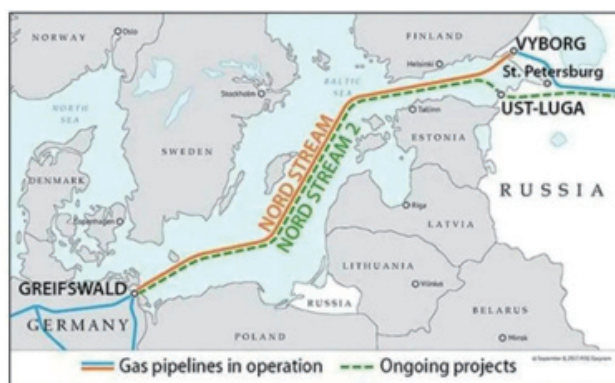 NORWAY
Oslo
FINLAND
VYBORG
Helsinki
St. Petersburg
BALTIC
SEA
Stockholm
UST-LUGA
NORTH
SEA
Tallinn
ESTONIA
SWEDEN
NORD STREAM
NORD STREAM 2
RUSSIA
DENMARK
Riga
LATVIA
Copenhagen
LITHUANIA
GREIFSWALD
Vilnius
RUSSIA
BELARUS
GERMANY
POLAND
Minsk
Gas pipelines in operation
Ongoing projects